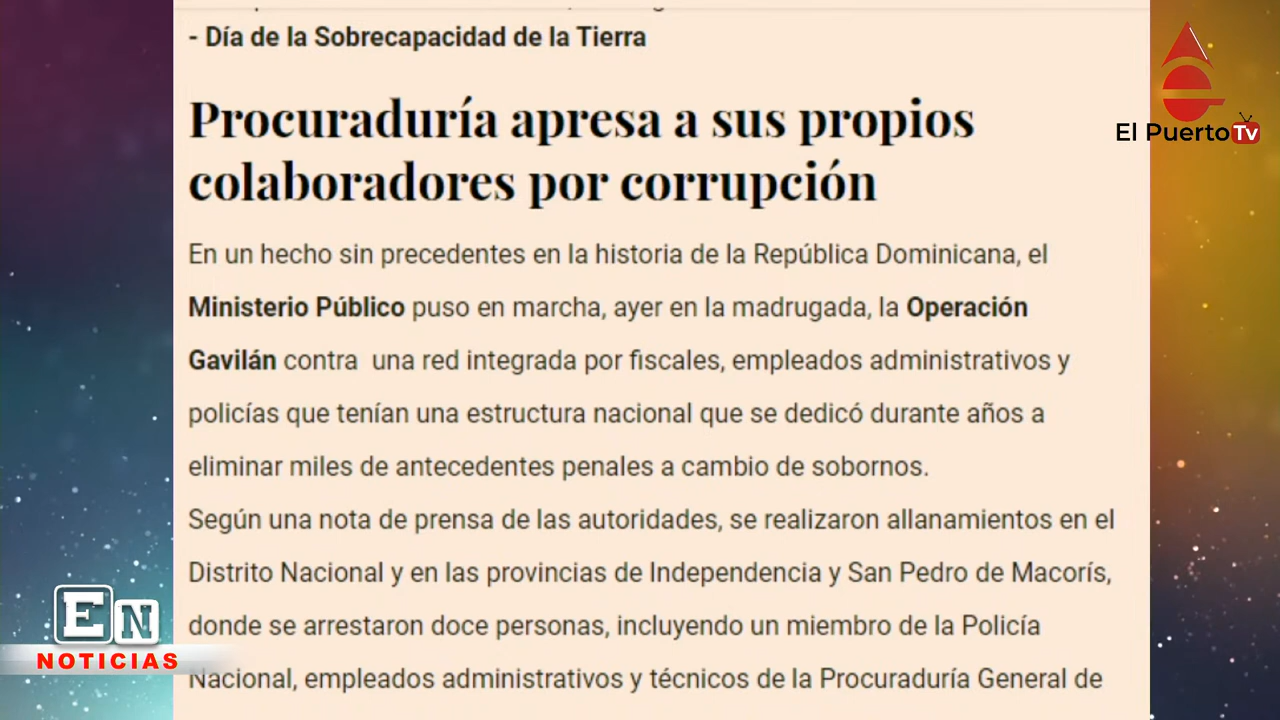 - Día de la Sobrecapacidad de la Tierra
El Puerto Tv
Procuraduría apresa a sus propios
colaboradores por corrupción
En un hecho sin precedentes en la historia de la República Dominicana, el
Ministerio Público puso en marcha, ayer en la madrugada, la Operación
Gavilán contra una red integrada por fiscales, empleados administrativos y
policías que tenían una estructura nacional que se dedicó durante años a
eliminar miles de antecedentes penales a cambio de sobornos.
Según una nota de prensa de las autoridades, se realizaron allanamientos en el
Distrito Nacional y en las provincias de Independencia y San Pedro de Macorís,
donde se arrestaron doce personas, incluyendo un miembro de la Policía
Nacional, empleados administrativos y técnicos de la Procuraduría General de
EN
NOTICIAS